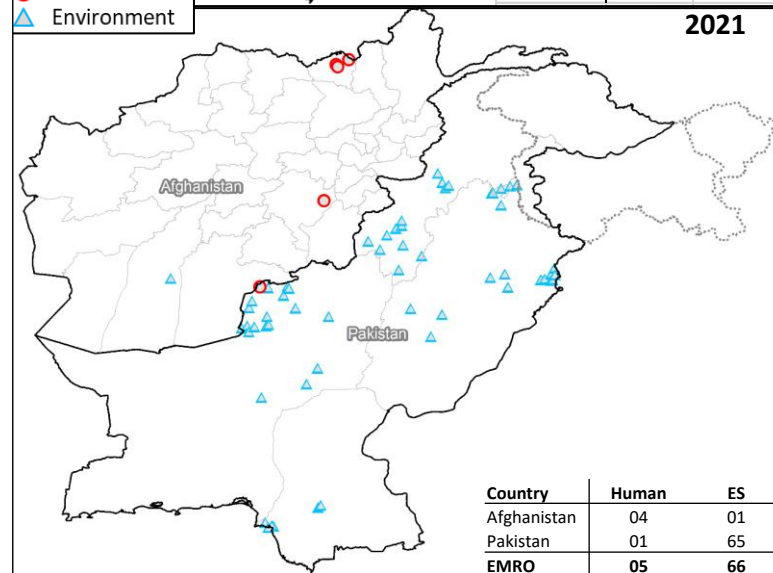 Environment
2021
Afghanistan
Pakistan
Country Human ES
Afghanistan 04 01
Pakistan 01 65
EMRO 05 66